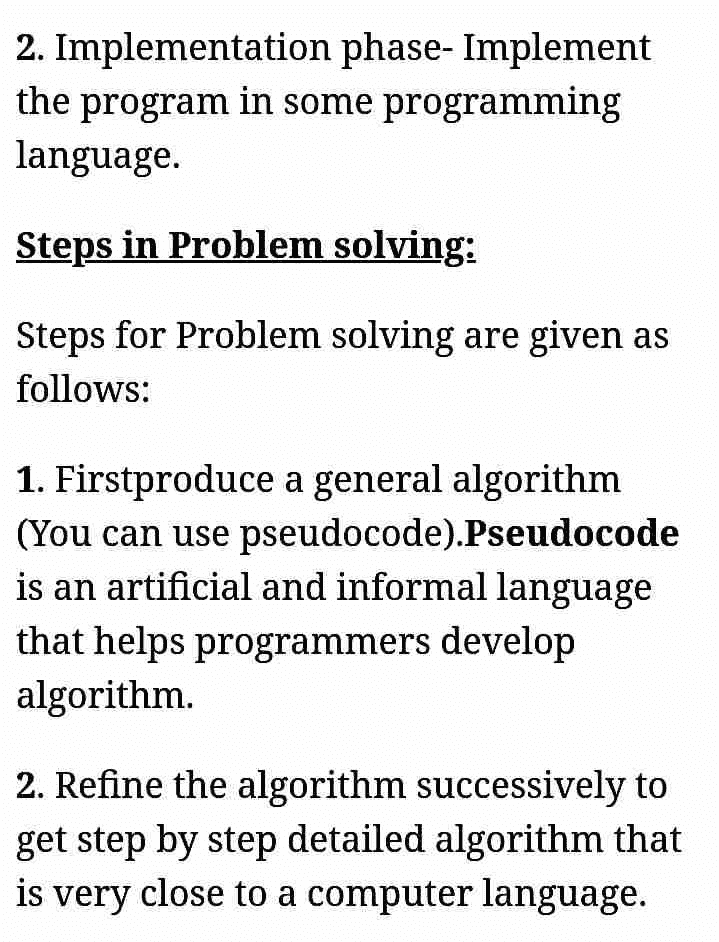 2. Implementation phase- Implement
the program in some programming
language.
Steps in Problem solving:
Steps for Problem solving are given as
follows:
1. Firstproduce a general algorithm
(You can use pseudocode).Pseudocode
is an artificial and informal language
that helps programmers develop
algorithm.
2. Refine the algorithm successively to
get step by step detailed algorithm that
is very close to a computer language.